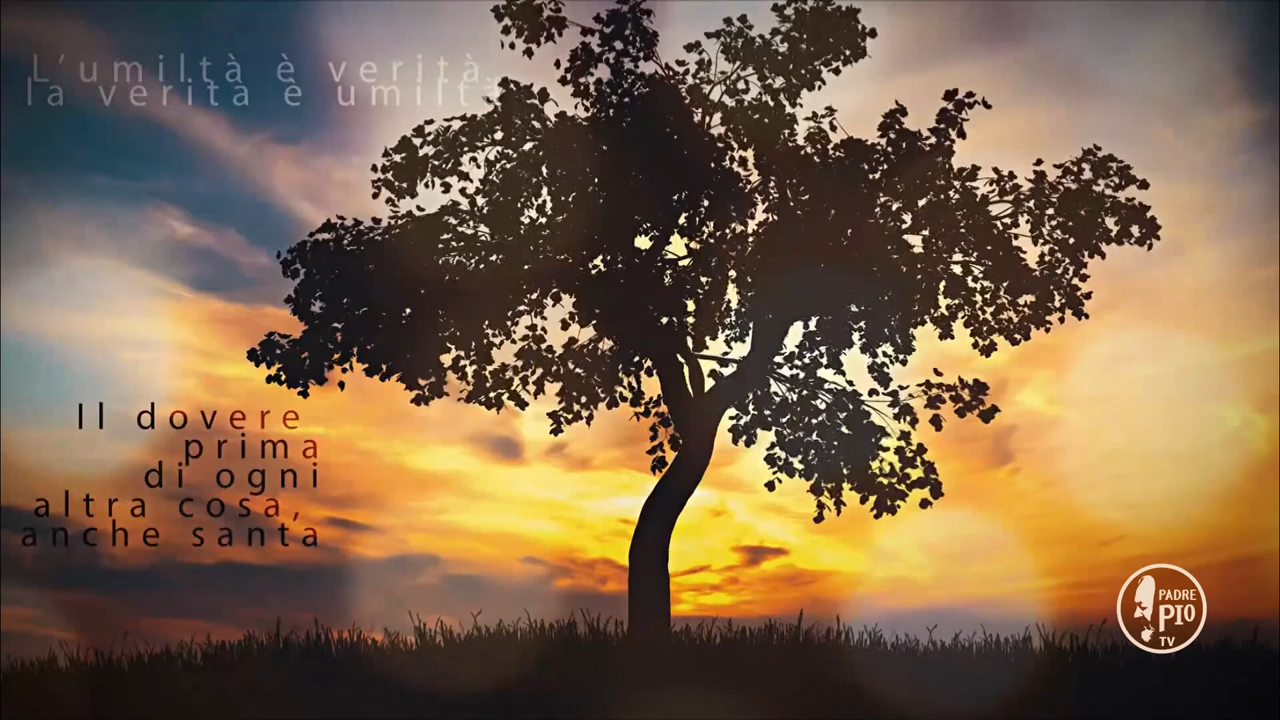 L'umiltà è verità,
la verità è umiltà
Il dovere
prima
di ogni
altra cosa,
anche santa
PADRE
PIO
TV